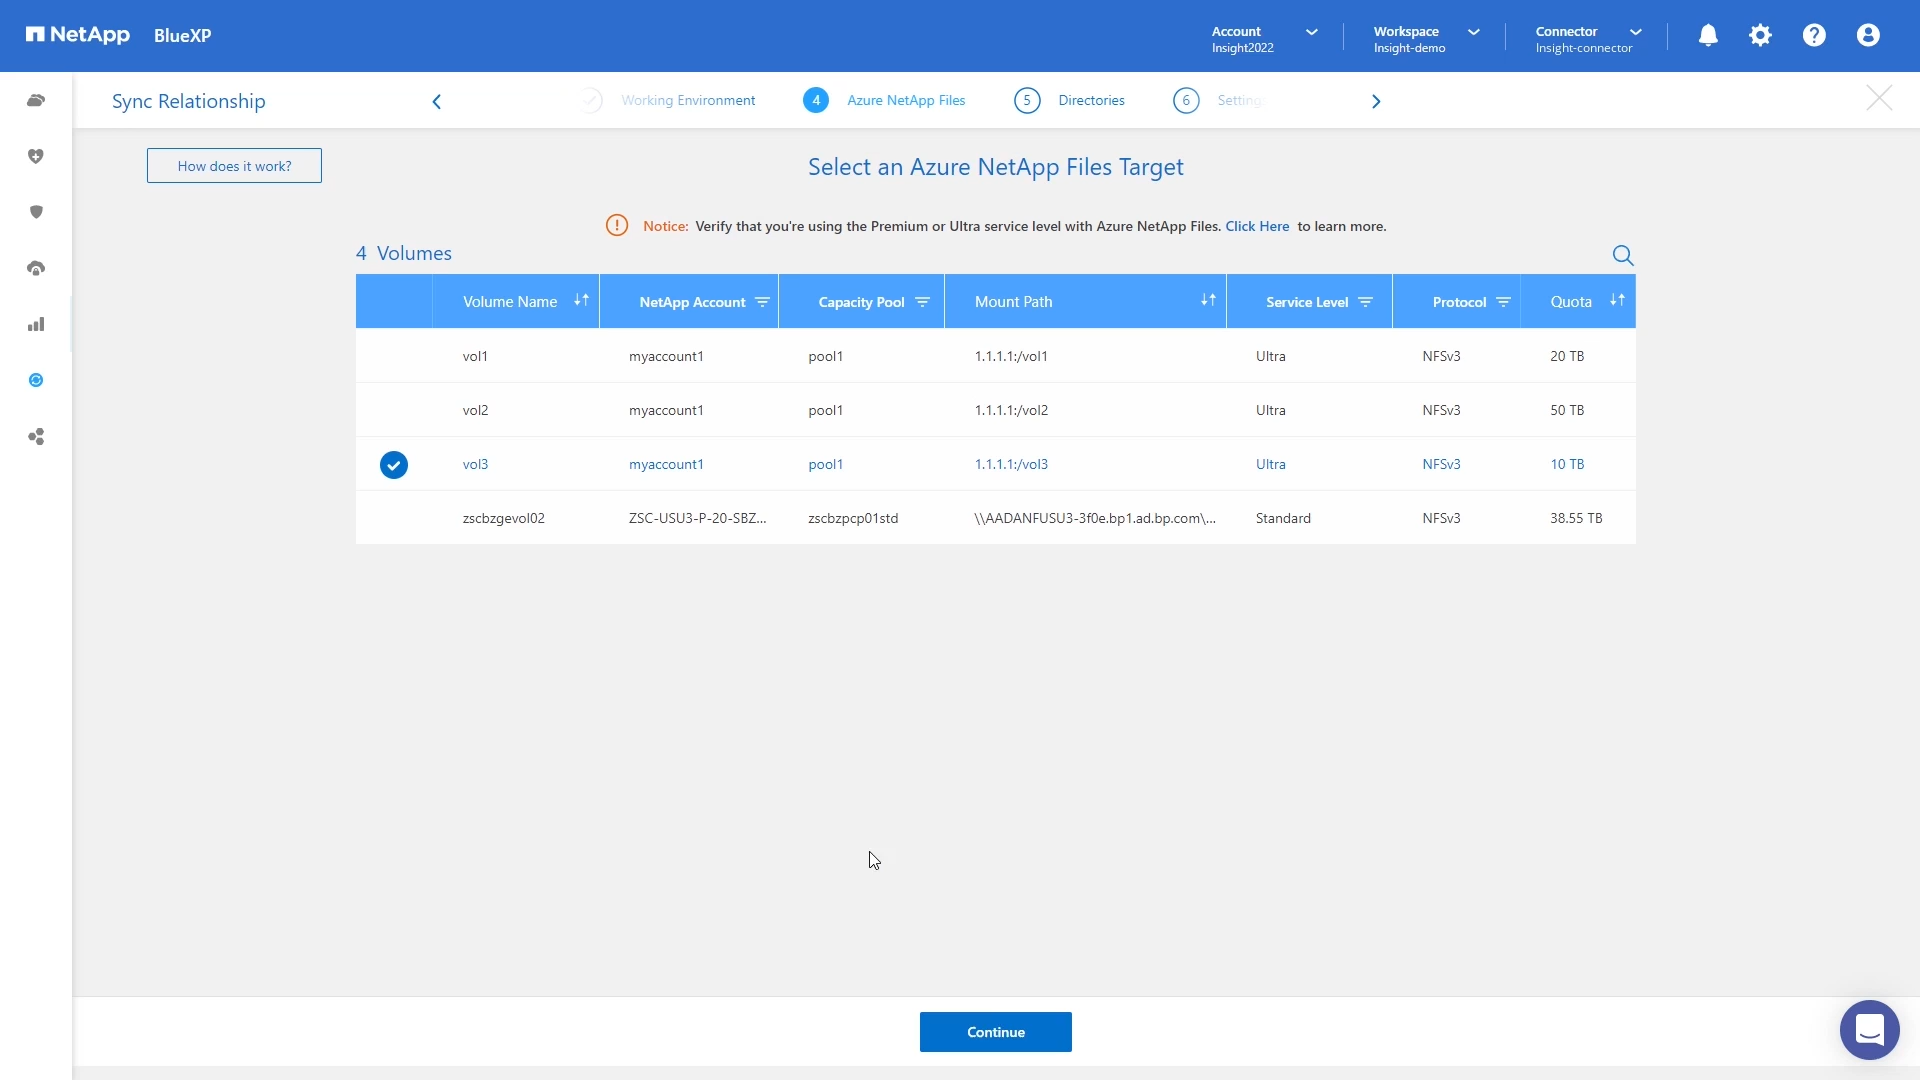 NetApp BlueXP
Account
Insight2022
Workspace
Insight-demo
Connector
Insight-connector
Sync Relationship
Working Environment
4 Azure NetApp Files
5 Directories
6 Setting
How does it work?
Select an Azure NetApp Files Target
Notice: Verify that you're using the Premium or Ultra service level with Azure NetApp Files. Click Here to learn more.
4 Volumes
Volume Name NetApp Account Capacity Pool Mount Path Service Level Protocol Quota
vol1 myaccount1 pool1 1.1.1.1:/vol1 Ultra NFSv3 20 TB
vol2 myaccount1 pool1 1.1.1.1:/vol2 Ultra NFSv3 50 TB
vol3 myaccount1 pool1 1.1.1.1:/vol3 Ultra NFSv3 10 TB
zscbzgevol02 ZSC-USU3-P-20-SBZ... zscbzpcp01std \\AADANFUSU3-3f0e.bp1.ad.bp.com\... Standard NFSv3 38.55 TB
Continue